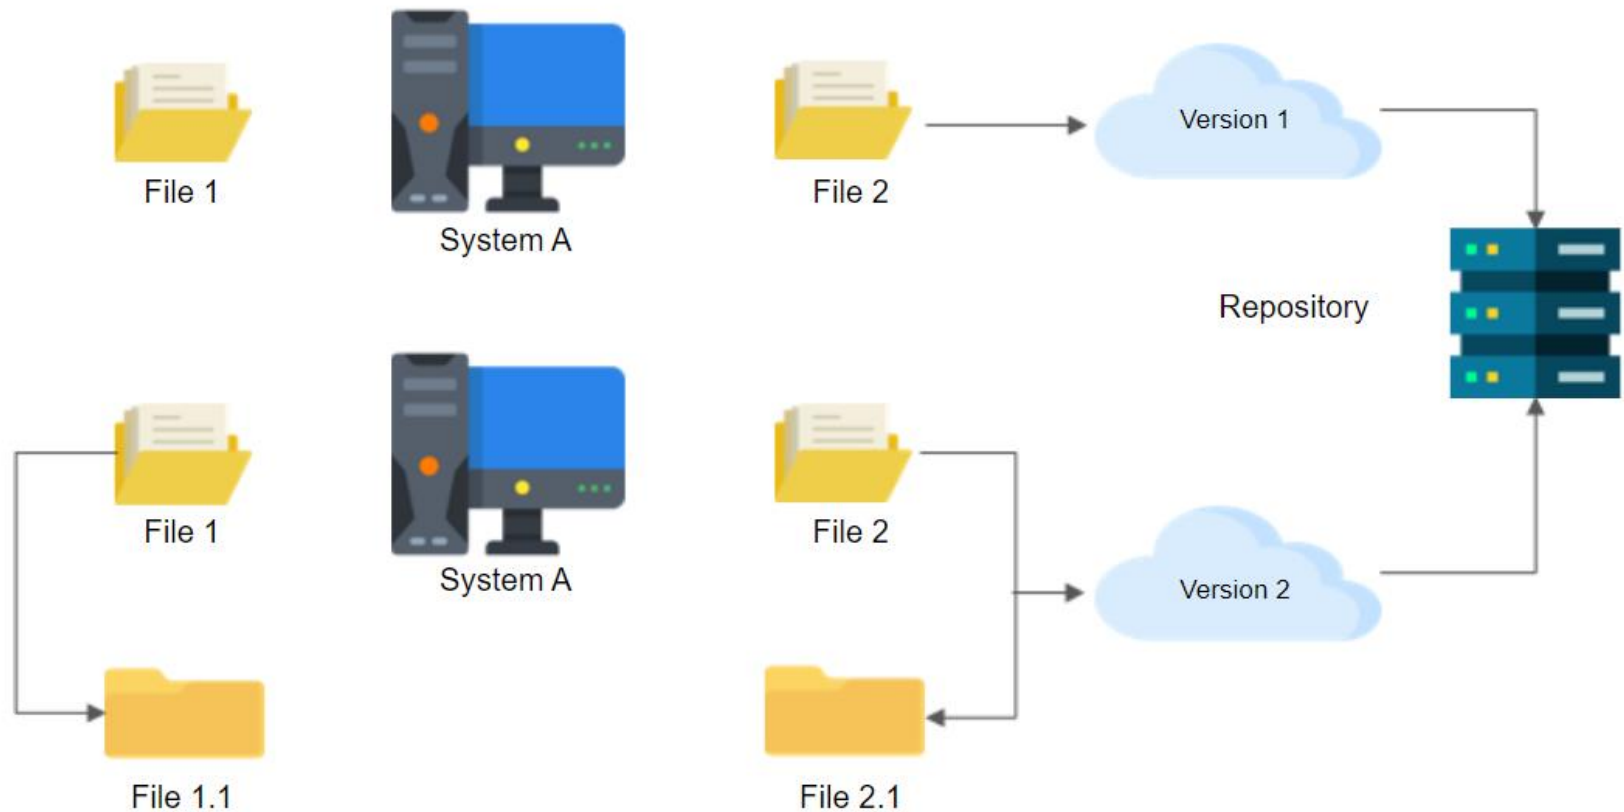 Version 1
File 1
File 2
System A
Repository
File 1
File 2
System A
Version 2
File 1.1
File 2.1